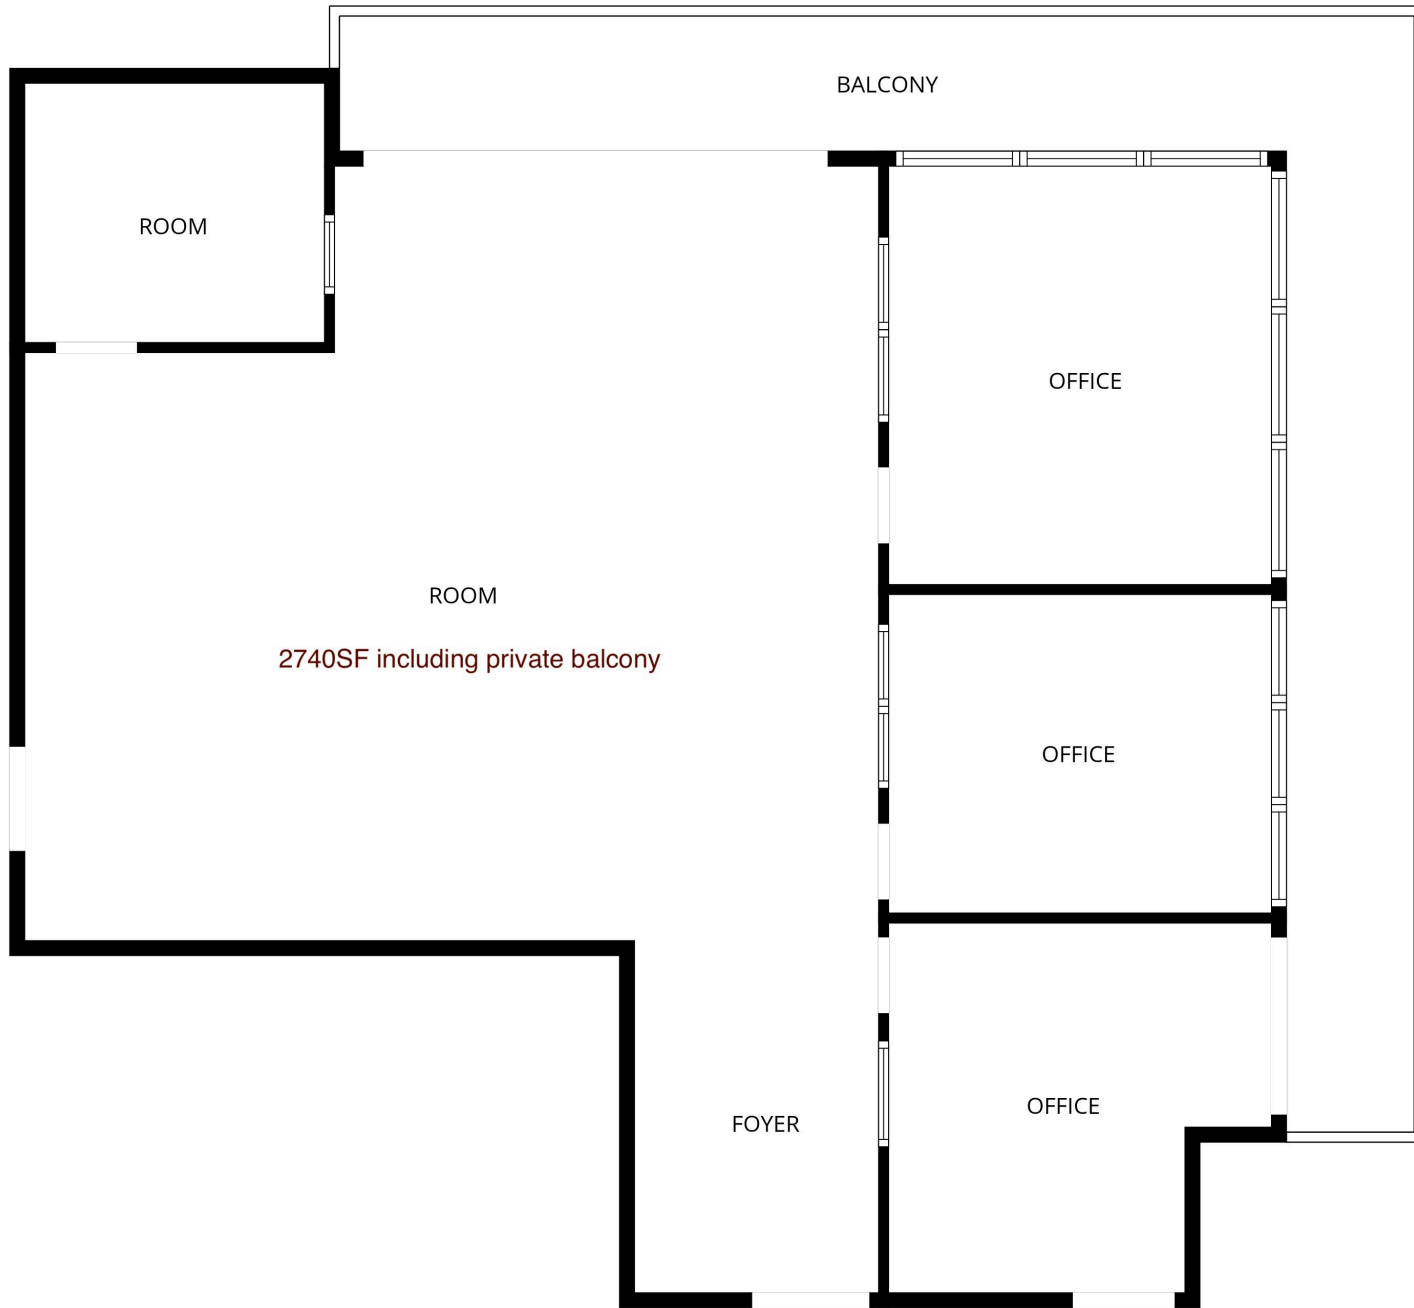 BALCONY
ROOM
OFFICE
ROOM
2740SF including private balcony
OFFICE
OFFICE
FOYER